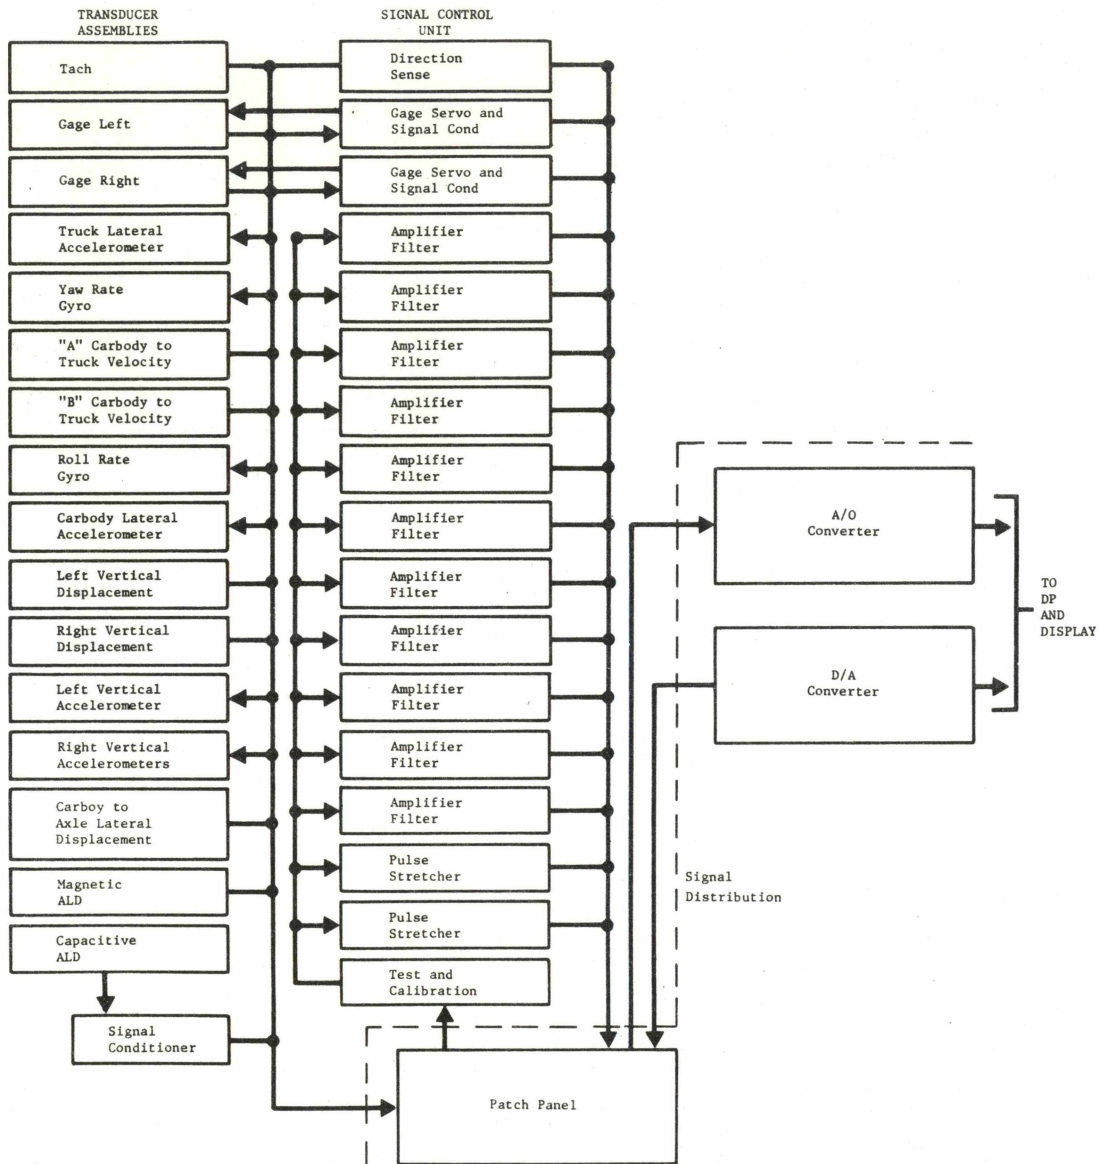 TRANSDUCER
ASSEMBLIES
Tach
Gage Left
Gage Right
Truck Lateral
Accelerometer
Yaw Rate
Gyro
"A" Carbody to
Truck Velocity
"B" Carbody to
Truck Velocity
Roll Rate
Gyro
Carbody Lateral
Accelerometer
Left Vertical
Displacement
Right Vertical
Displacement
Left Vertical
Accelerometer
Right Vertical
Accelerometers
Carboy to
Axle Lateral
Displacement
Magnetic
ALD
Capacitive
ALD
Signal
Conditioner
SIGNAL CONTROL
UNIT
Direction
Sense
Gage Servo and
Signal Cond
Gage Servo and
Signal Cond
Amplifier
Filter
Amplifier
Filter
Amplifier
Filter
Amplifier
Filter
Amplifier
Filter
Amplifier
Filter
Amplifier
Filter
Amplifier
Filter
Amplifier
Filter
Amplifier
Filter
Amplifier
Filter
Pulse
Stretcher
Pulse
Stretcher
Test and
Calibration
Patch Panel
Signal
Distribution
A/O
Converter
D/A
Converter
TO
DP
AND
DISPLAY